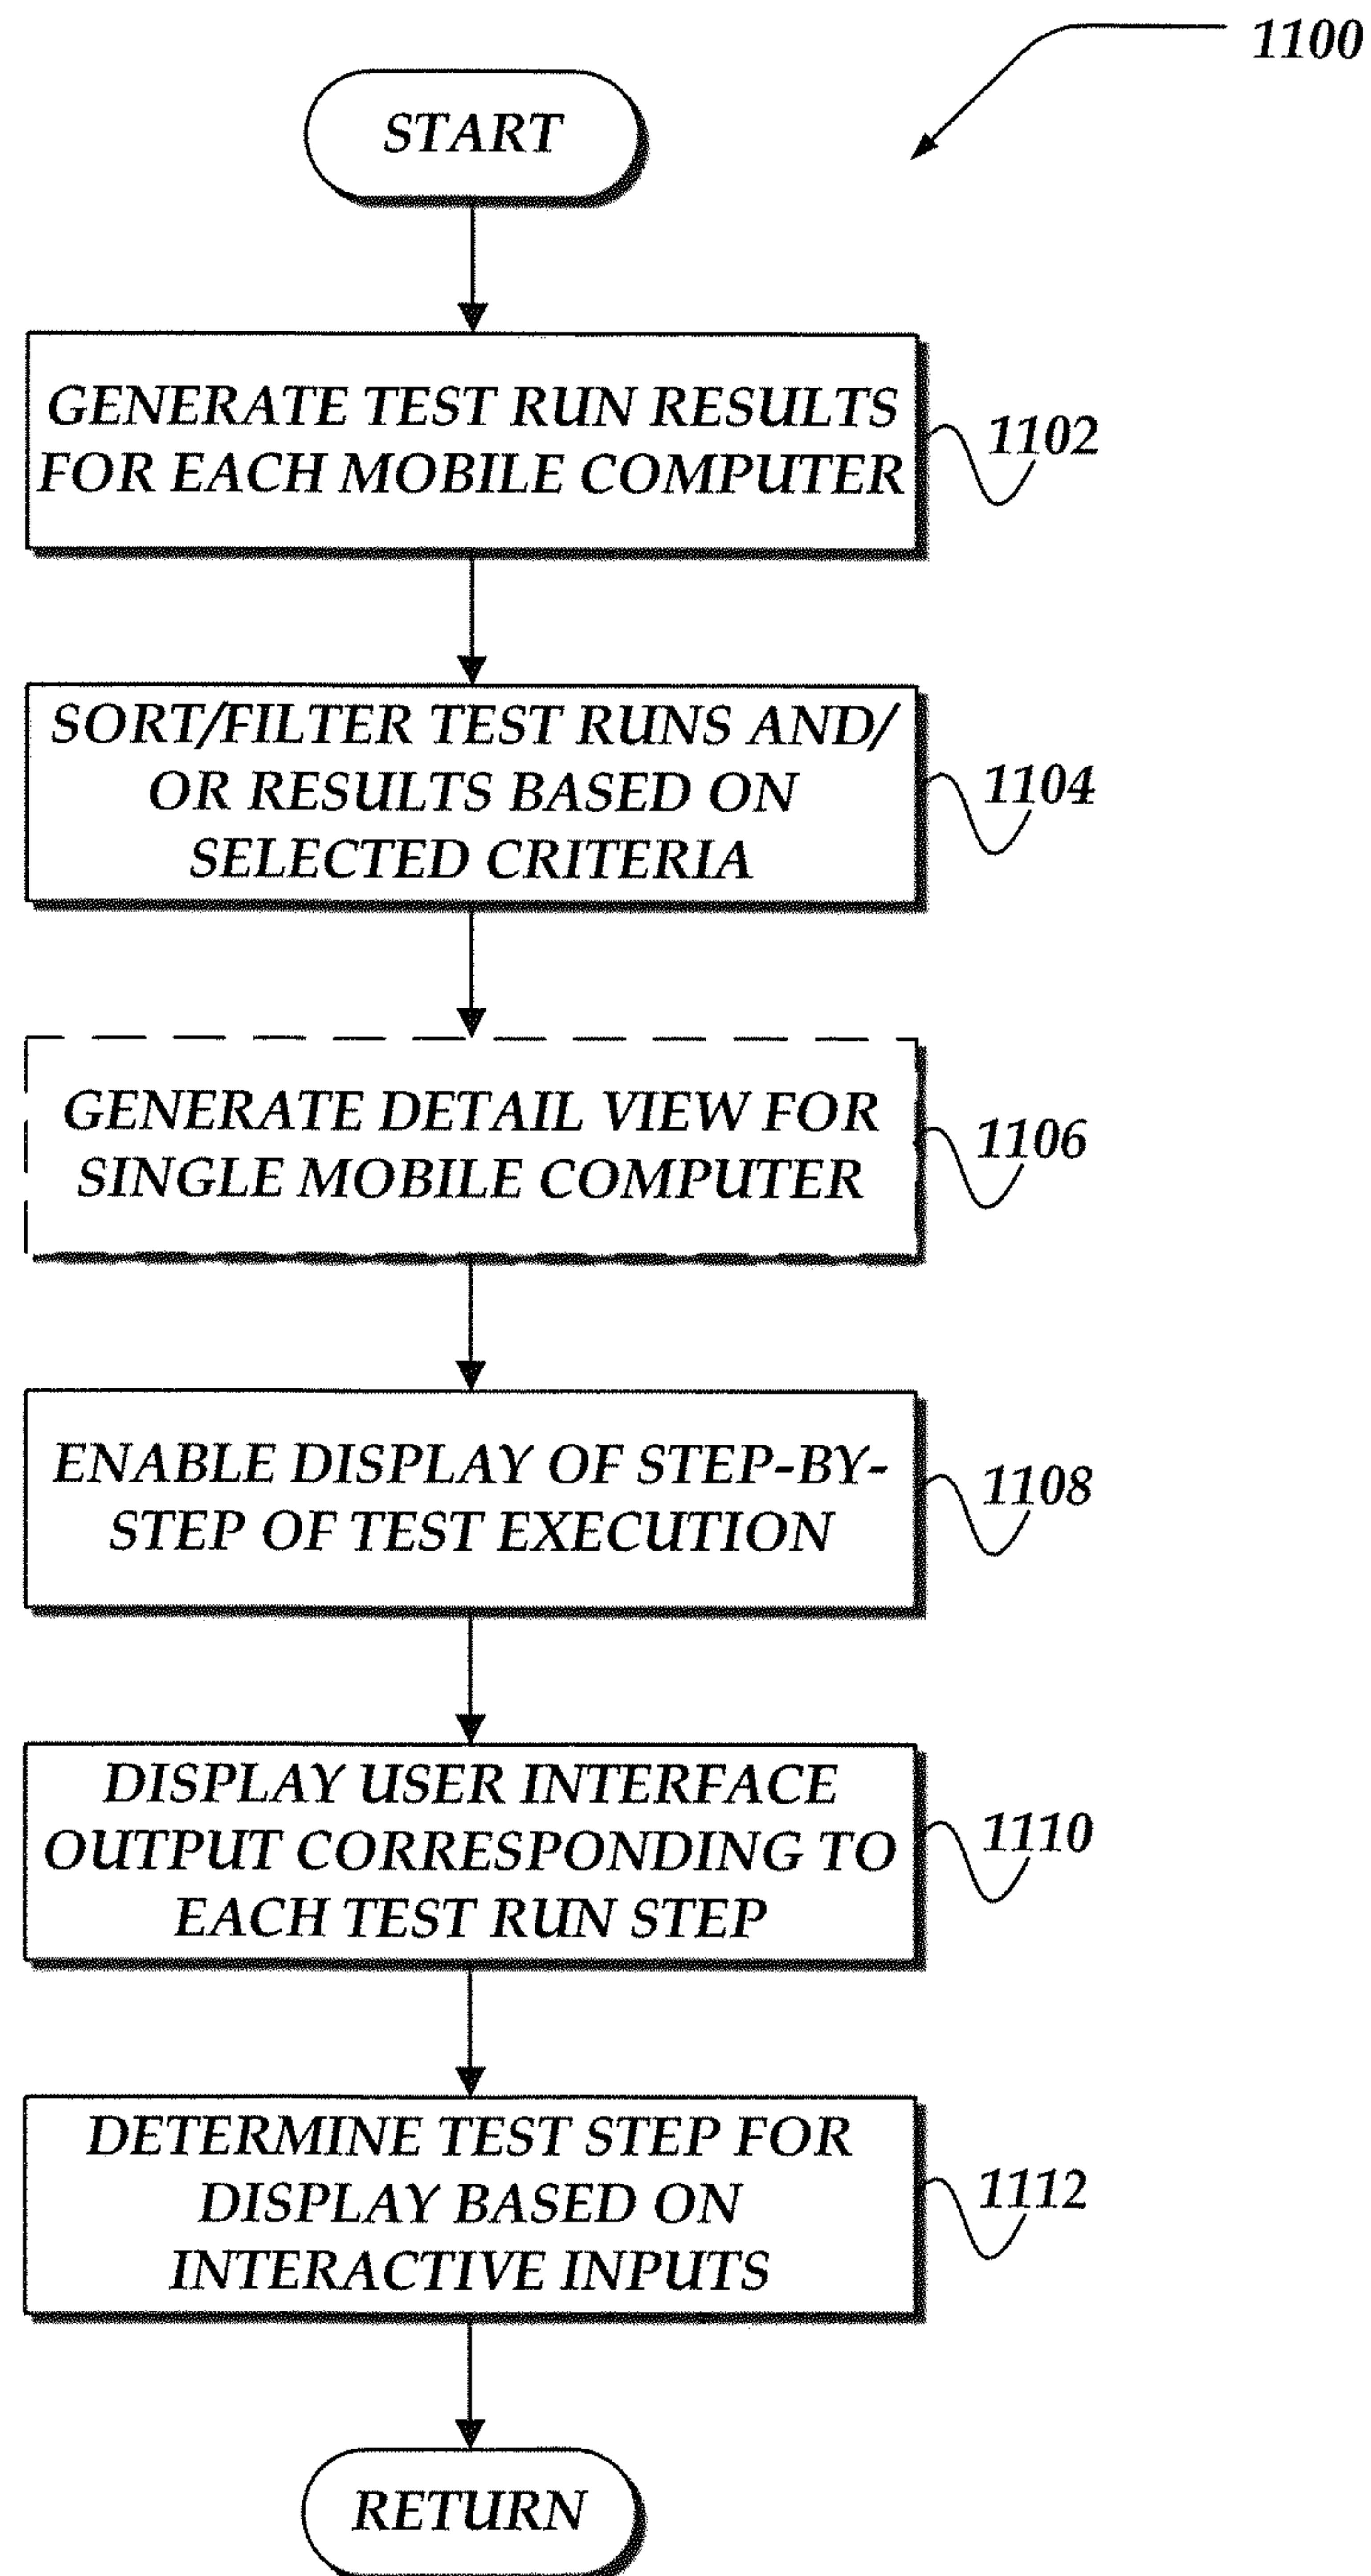 1100
START
GENERATE TEST RUN RESULTS
FOR EACH MOBILE COMPUTER
1102
SORT/FILTER TEST RUNS AND/
OR RESULTS BASED ON
SELECTED CRITERIA
1104
GENERATE DETAIL VIEW FOR
SINGLE MOBILE COMPUTER
1106
ENABLE DISPLAY OF STEP-BY-
STEP OF TEST EXECUTION
1108
DISPLAY USER INTERFACE
OUTPUT CORRESPONDING TO
EACH TEST RUN STEP
1110
DETERMINE TEST STEP FOR
DISPLAY BASED ON
INTERACTIVE INPUTS
1112
RETURN